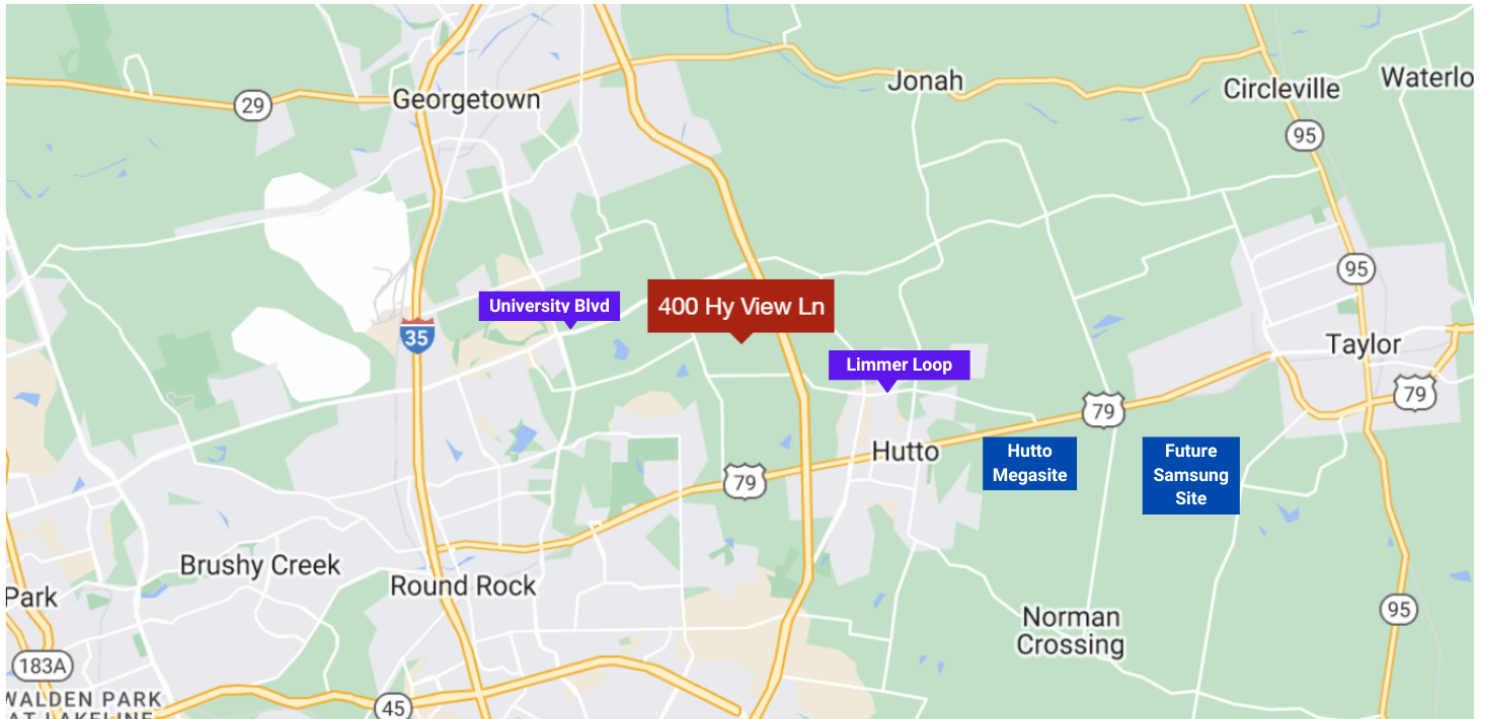 Jonah
Circleville
Waterlo
29
Georgetown
95
95
University Blvd
400 Hy View Ln
35
Limmer Loop
Taylor
79
79
Hutto
Hutto
Megasite
Future
Samsung
Site
79
Brushy Creek
Round Rock
Park
Norman
Crossing
95
183A
WALDEN PARK
AT LAKELINE
45